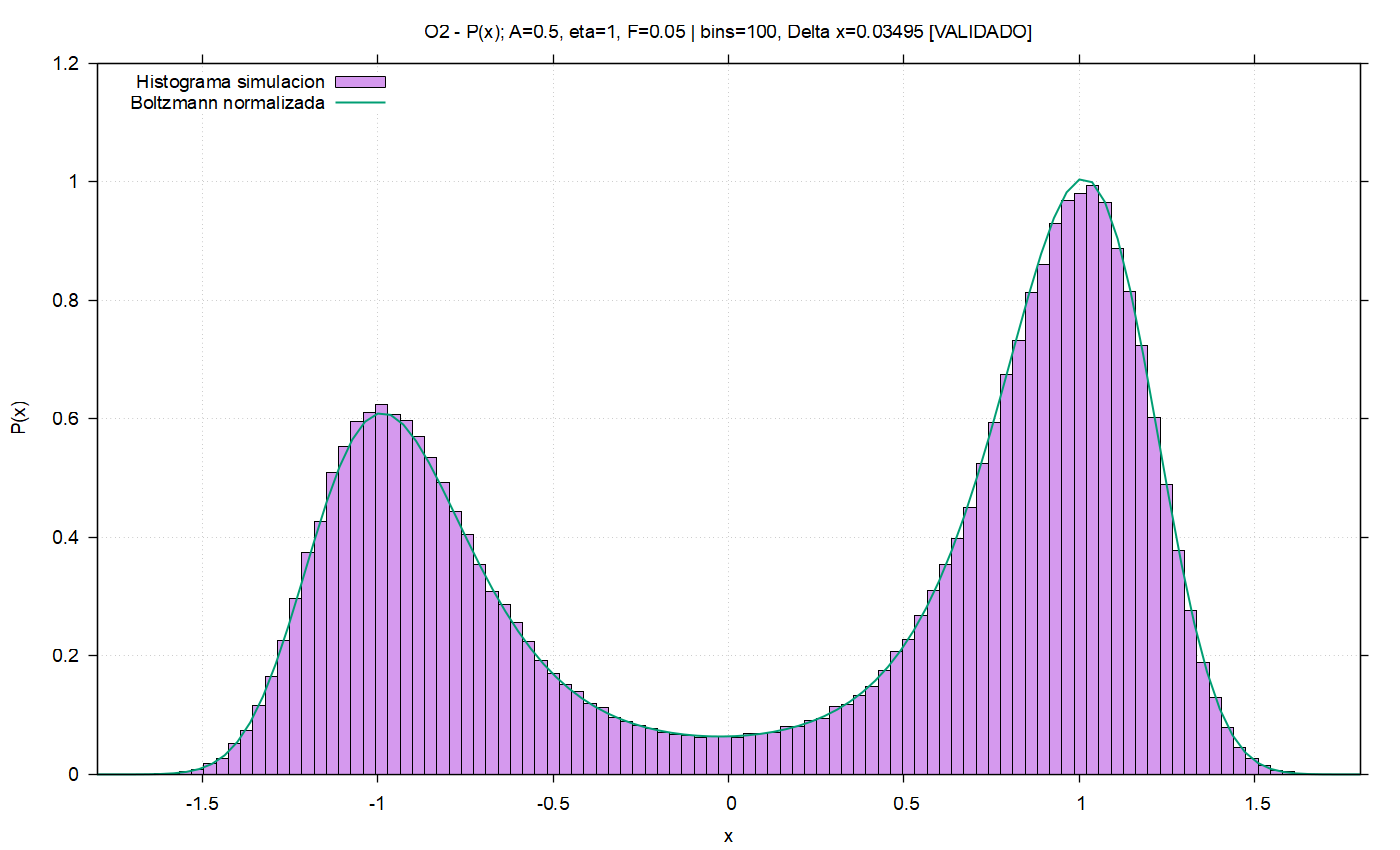 O2 - P(x); A=0.5, eta=1, F=0.05 | bins=100, Delta x=0.03495 [VALIDADO]
1.2
Histograma simulacion
Boltzmann normalizada
1
0.8
0.6
P(x)
0.4
0.2
0
-1.5 -1 -0.5 0 0.5 1 1.5
x